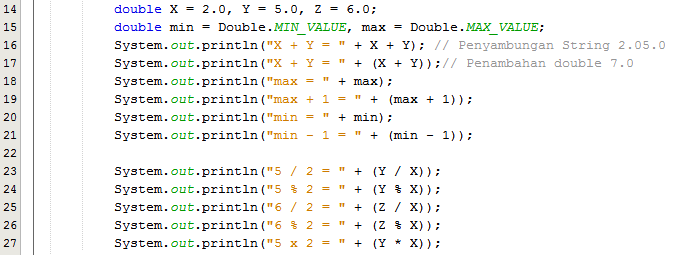 14 double X = 2.0, Y = 5.0, Z = 6.0;
15 double min = Double.MIN_VALUE, max = Double.MAX_VALUE;
16 System.out.println("X + Y = " + X + Y); // Penyambungan String 2.05.0
17 System.out.println("X + Y = " + (X + Y));// Penambahan double 7.0
18 System.out.println("max = " + max);
19 System.out.println("max + 1 = " + (max + 1));
20 System.out.println("min = " + min);
21 System.out.println("min - 1 = " + (min - 1));
22
23 System.out.println("5 / 2 = " + (Y / X));
24 System.out.println("5 % 2 = " + (Y % X));
25 System.out.println("6 / 2 = " + (Z / X));
26 System.out.println("6 % 2 = " + (Z % X));
27 System.out.println("5 x 2 = " + (Y * X));